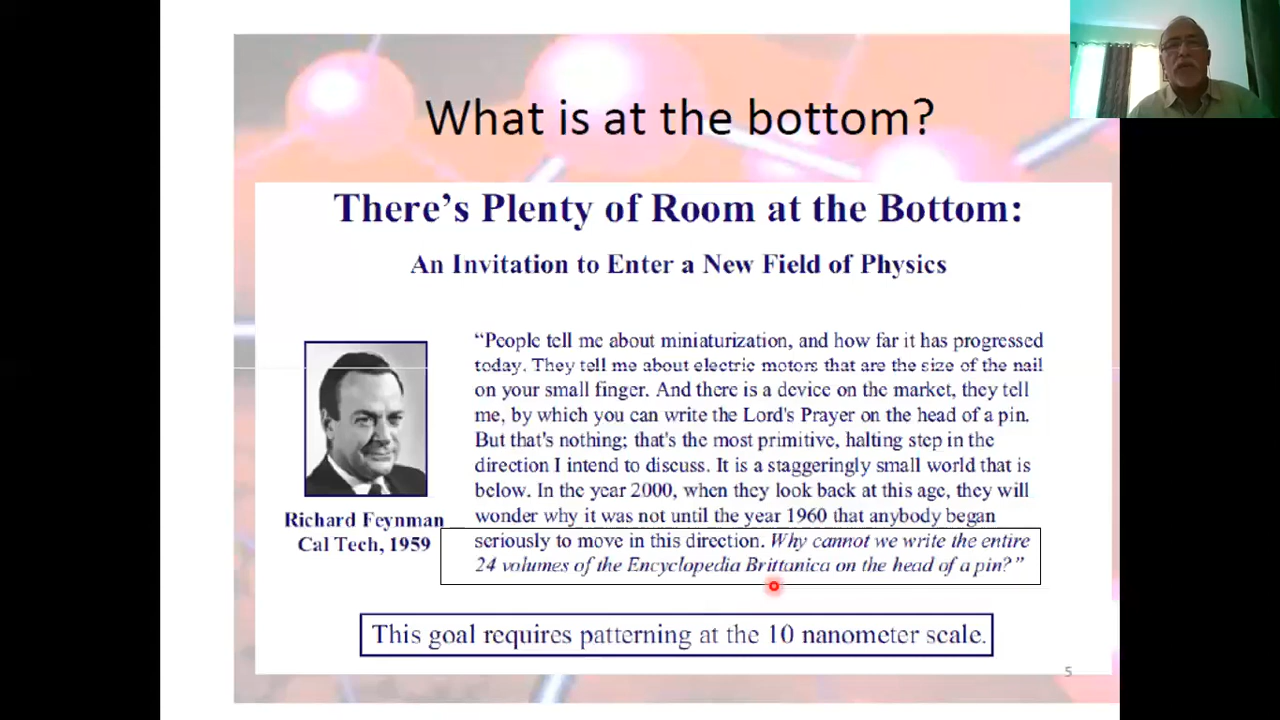 What is at the bottom?
There's Plenty of Room at the Bottom:
An Invitation to Enter a New Field of Physics
“People tell me about miniaturization, and how far it has progressed
today. They tell me about electric motors that are the size of the nail
on your small finger. And there is a device on the market, they tell
me, by which you can write the Lord's Prayer on the head of a pin.
But that's nothing; that's the most primitive, halting step in the
direction I intend to discuss. It is a staggeringly small world that is
below. In the year 2000, when they look back at this age, they will
wonder why it was not until the year 1960 that anybody began
seriously to move in this direction. Why cannot we write the entire
24 volumes of the Encyclopedia Brittanica on the head of a pin?”
Richard Feynman
Cal Tech, 1959
This goal requires patterning at the 10 nanometer scale.
5